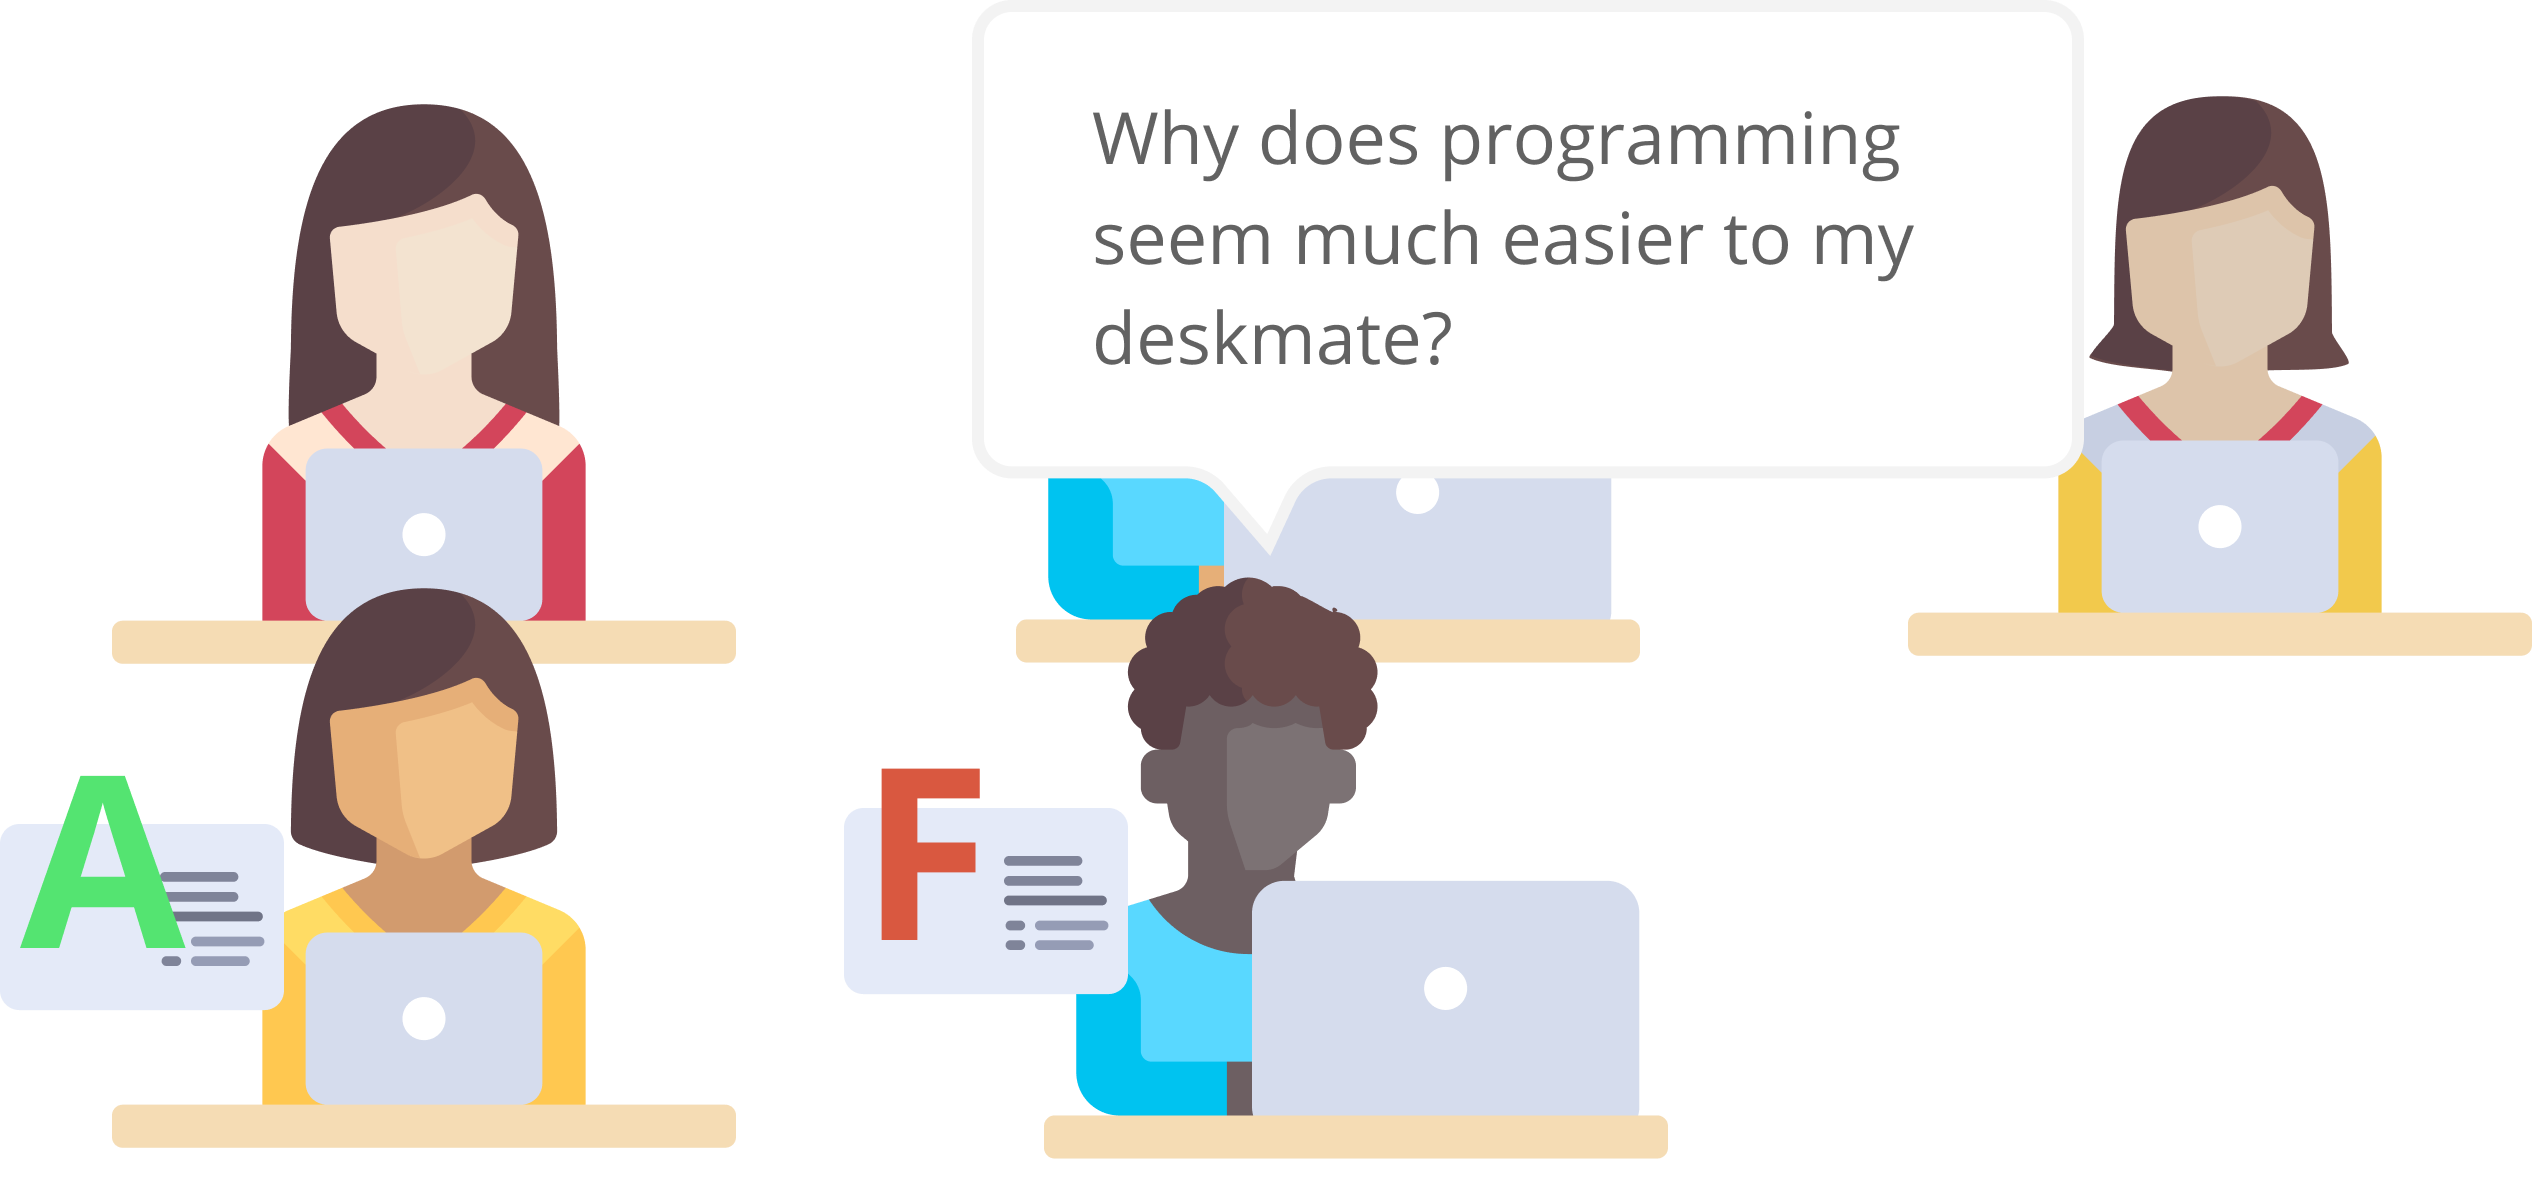 Why does programming
seem much easier to my
deskmate?
A
F